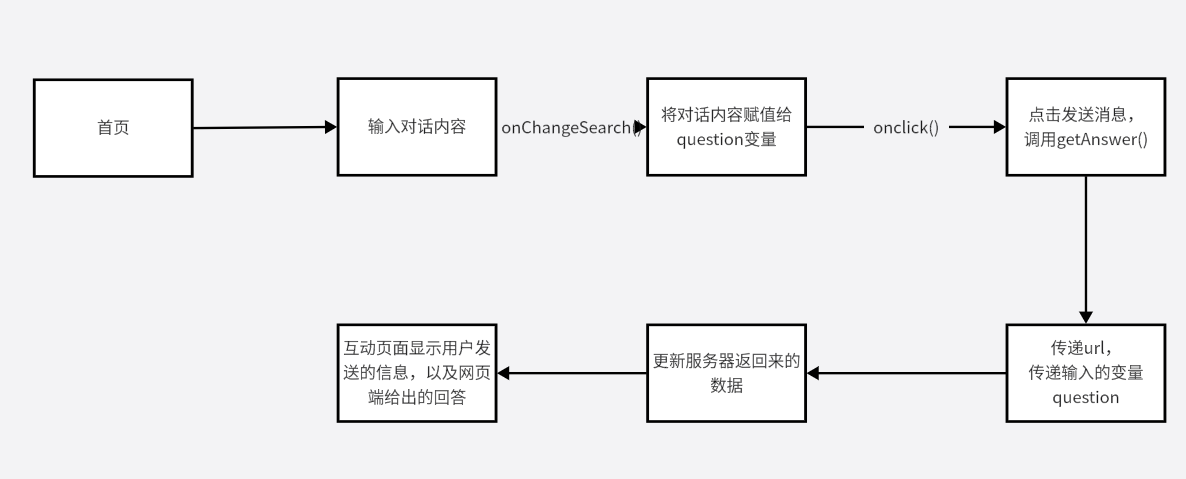 首页
输入对话内容
onChangeSearch()
将对话内容赋值给
question变量
onclick()
点击发送消息，
调用getAnswer()
传递url，
传递输入的变量
question
更新服务器返回来的
数据
互动页面显示用户发
送的信息，以及网页
端给出的回答